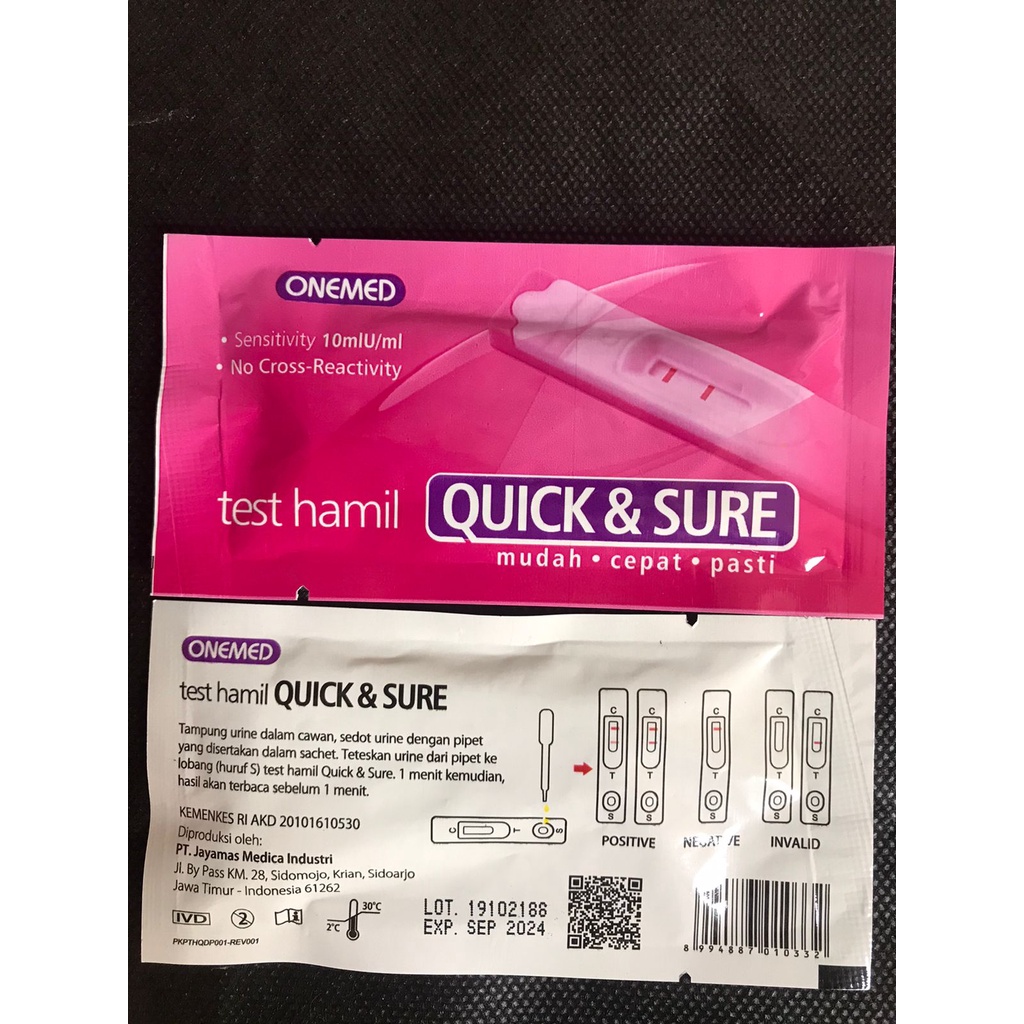 ONEMED
• Sensitivity 10mIU/ml
• No Cross-Reactivity
test hamil QUICK & SURE
mudah • cepat • pasti
ONEMED
test hamil QUICK & SURE
Tampung urine dalam cawan, sedot urine dengan pipet
yang disertakan dalam sachet. Teteskan urine dari pipet ke
lobang (huruf S) test hamil Quick & Sure. 1 menit kemudian,
hasil akan terbaca sebelum 1 menit.
KEMENKES RI AKD 20101610530
Diproduksi oleh:
PT. Jayamas Medica Industri
Jl. By Pass KM. 28, Sidomojo, Krian, Sidoarjo
Jawa Timur - Indonesia 61262
C T S
C C C C C
T T T T T
S S S S S
POSITIVE NEGATIVE INVALID
IVD 2 i 2°C 30°C
LOT. 19102188
EXP. SEP 2024
PKPTHQDP001-REV001
8 994887 010332